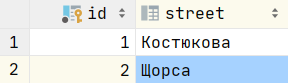 id street
1 1 Костюкова
2 2 Щорса